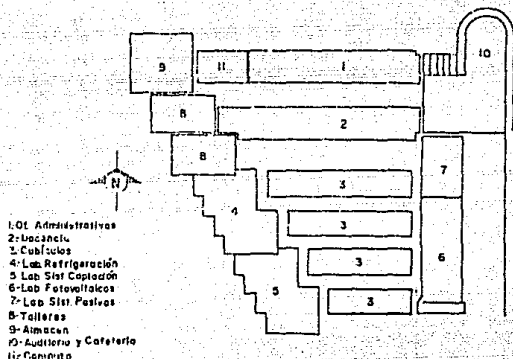 9
11
1
10
8
2
8
7
3
4
3
3
6
5
3
N
1. Of. Administrativas
2- Docencia
3. Cubículos
4- Lab. Refrigeración
5 Lab Sist Captación
6- Lab Fotovoltaicos
7- Lab Sist. Pasivos
8- Talleres
9- Almacen
10- Auditorio y Cafetería
11- Computo